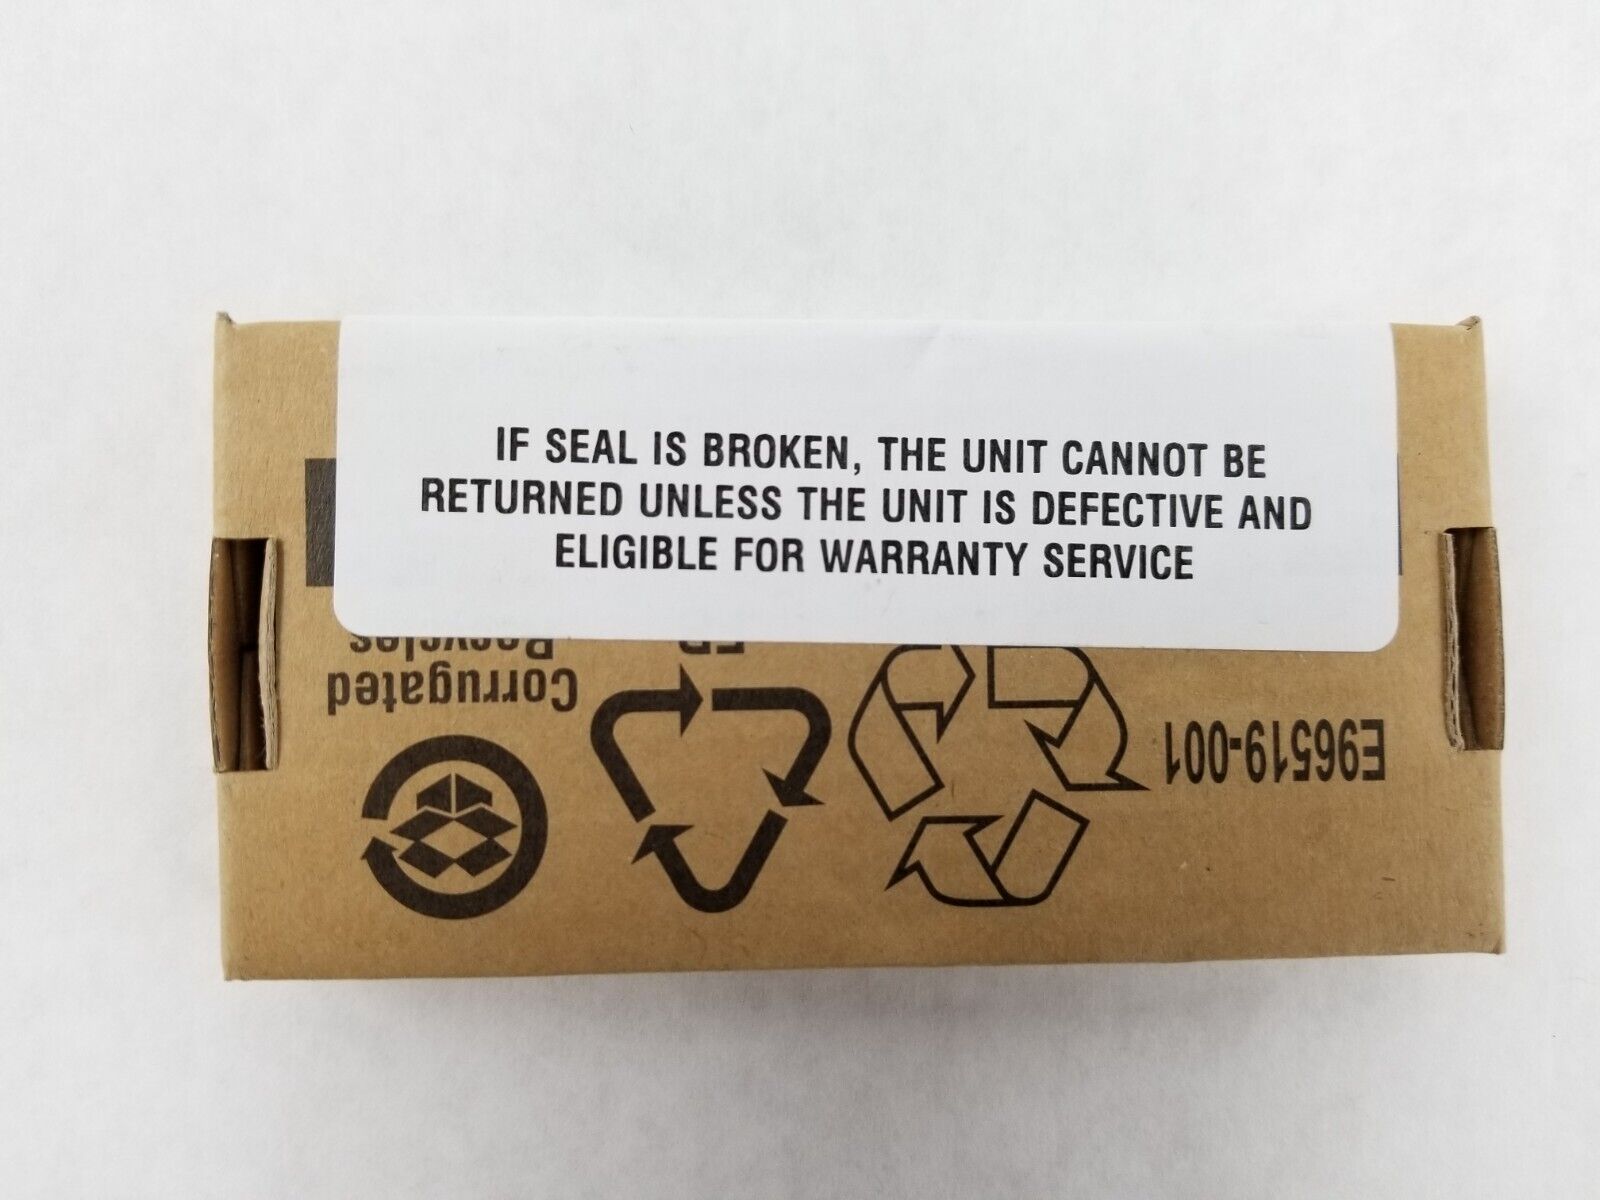 IF SEAL IS BROKEN, THE UNIT CANNOT BE
RETURNED UNLESS THE UNIT IS DEFECTIVE AND
ELIGIBLE FOR WARRANTY SERVICE
E96519-001
Corrugated
Recycles